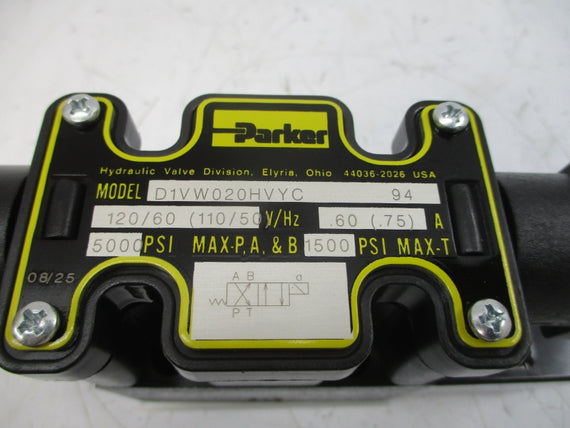 Parker
Hydraulic Valve Division, Elyria, Ohio 44036-2026 USA
MODEL D1VW020HVYC 94
120/60 (110/50) V/Hz .60 (.75) A
5000 PSI MAX-P,A, & B 1500 PSI MAX-T
08/25
A B a
P T